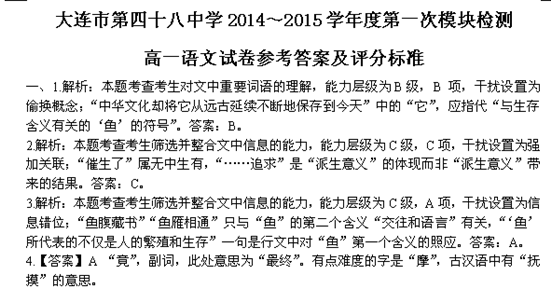 大连市第四十八中学 2014～2015 学年度第一次模块检测
高一语文试卷参考答案及评分标准
一、1.解析：本题考查考生对文中重要词语的理解，能力层级为 B 级，B 项，干扰设置为
偷换概念；“中华文化却将它从远古延续不断地保存到今天”中的“它”，应指代“与生存
含义有关的‘鱼’的符号”。答案：B。
2.解析：本题考查考生筛选并整合文中信息的能力，能力层级为 C 级，C 项，干扰设置为强
加关联；“催生了”属无中生有，“……追求”是“派生意义”的体现而非“派生意义”带
来的结果。答案：C。
3.解析：本题考查考生筛选并整合文中信息的能力，能力层级为 C 级，A 项，干扰设置为信
息错位；“鱼腹藏书”“鱼雁相通”只与“鱼”的第二个含义“交往和语言”有关，“‘鱼’
所代表的不仅是人的繁殖和生存”一句是行文中对“鱼”第一个含义的照应。答案：A。
4.【答案】A “竟”，副词，此处意思为“最终”。有点难度的字是“摩”，古汉语中有“抚
摸”的意思。